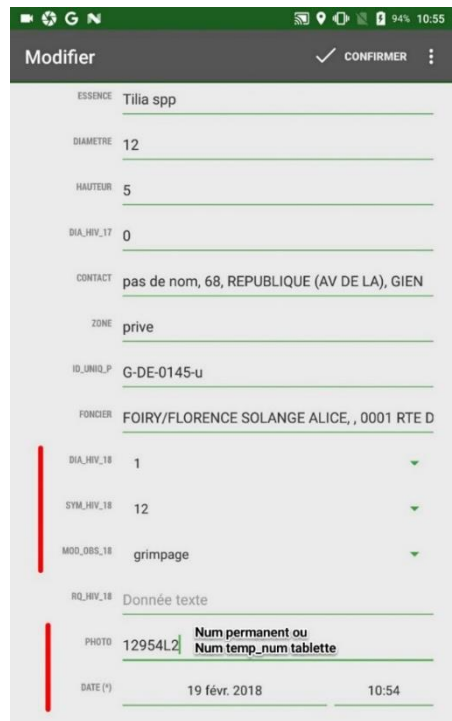 G N 94% 10:55
Modifier CONFIRMER
ESSENCE Tilia spp
DIAMETRE 12
HAUTEUR 5
DIA_HIV_17 0
CONTACT pas de nom, 68, REPUBLIQUE (AV DE LA), GIEN
ZONE prive
ID_UNIQ_P G-DE-0145-u
FONCIER FOIRY/FLORENCE SOLANGE ALICE, , 0001 RTE D
DIA_HIV_18 1
SYM_HIV_18 12
MOD_OBS_18 grimpage
RQ_HIV_18 Donnée texte
PHOTO 12954L2 Num permanent ou
Num temp_num tablette
DATE (*) 19 févr. 2018 10:54